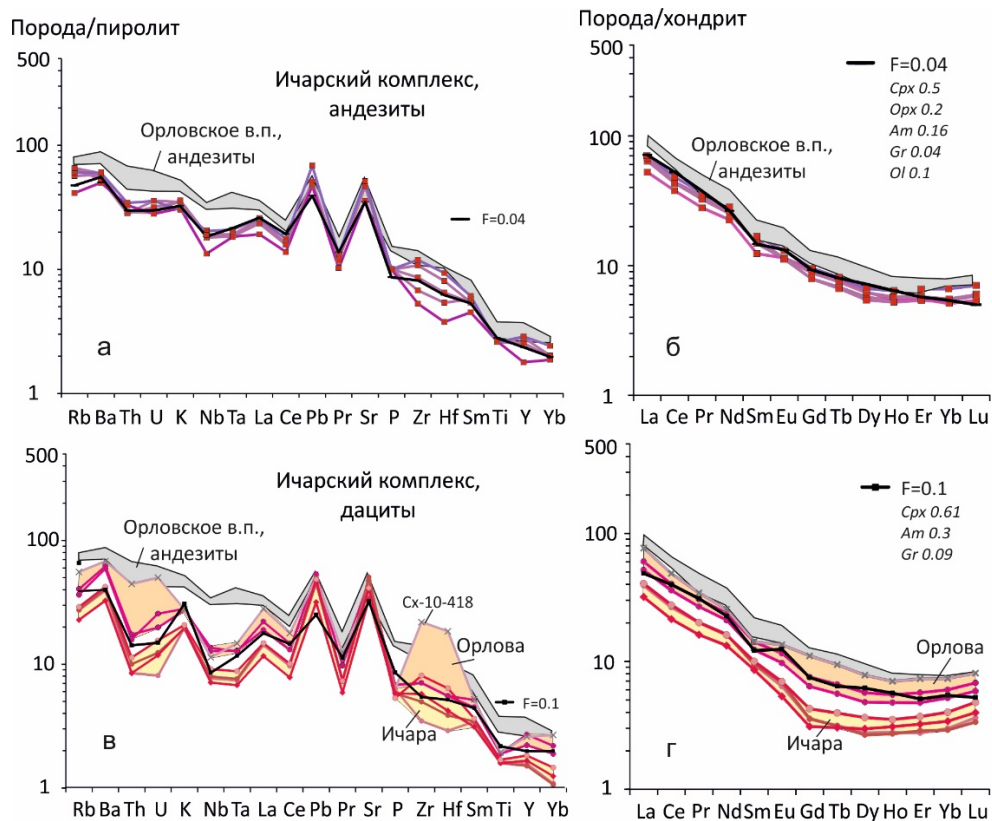 Порода/пиролит
500
100
10
1
Ичарский комплекс,
андезиты
Орловское в.п.,
андезиты
F=0.04
а
Rb Ba Th U K Nb Ta La Ce Pb Pr Sr P Zr Hf Sm Ti Y Yb
Порода/хондрит
500
100
10
1
F=0.04
Cpx 0.5
Opx 0.2
Am 0.16
Gr 0.04
Ol 0.1
Орловское в.п.,
андезиты
б
La Ce Pr Nd Sm Eu Gd Tb Dy Ho Er Yb Lu
500
100
10
1
Ичарский комплекс,
дациты
Орловское в.п.,
андезиты
Сх-10-418
Орлова
F=0.1
Ичара
в
Rb Ba Th U K Nb Ta La Ce Pb Pr Sr P Zr Hf Sm Ti Y Yb
500
100
10
1
F=0.1
Cpx 0.61
Am 0.3
Gr 0.09
Орлова
Ичара
г
La Ce Pr Nd Sm Eu Gd Tb Dy Ho Er Yb Lu